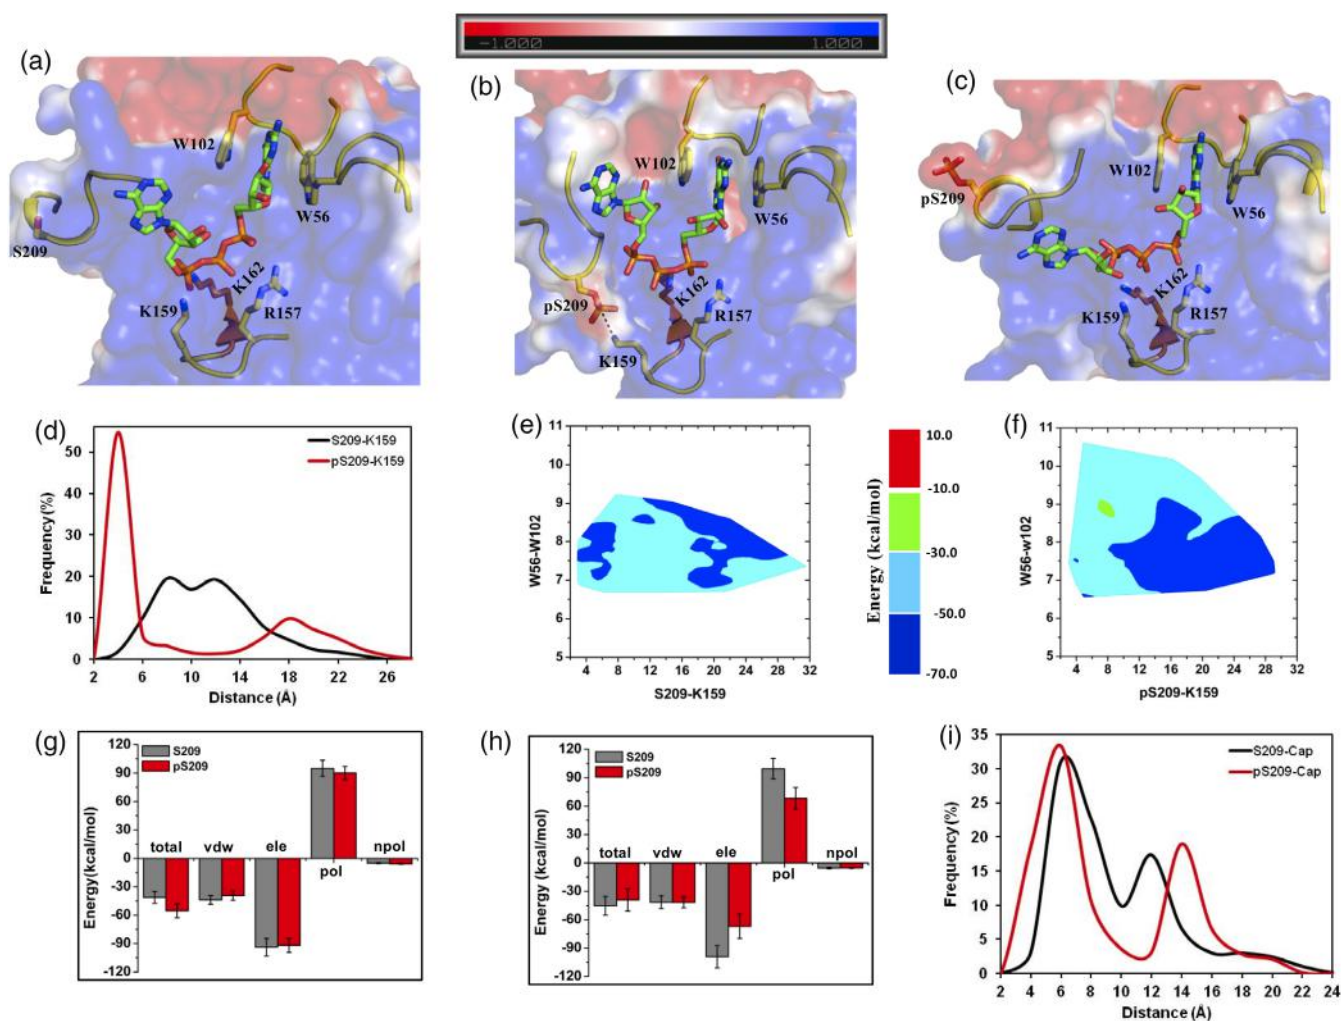 -1.000 1.000
(a)
W102
W56
S209
K162
K159
R157
(b)
W102
W56
pS209
K162
R157
K159
(c)
pS209
W102
W56
K162
K159
R157
(d)
S209-K159
pS209-K159
Frequency (%)
50
40
30
20
10
0
2 6 10 14 18 22 26
Distance (Å)
(e)
W56-W102
11
10
9
8
7
6
5
4 8 12 16 20 24 28 32
S209-K159
Energy (kcal/mol)
10.0
-10.0
-30.0
-50.0
-70.0
(f)
W56-w102
11
10
9
8
7
6
5
4 8 12 16 20 24 28 32
pS209-K159
(g)
S209
pS209
Energy(kcal/mol)
120
90
60
30
0
-30
-60
-90
-120
total vdw ele pol npol
(h)
S209
pS209
Energy (kcal/mol)
120
90
60
30
0
-30
-60
-90
-120
total vdw ele pol npol
(i)
S209-Cap
pS209-Cap
Frequency (%)
35
30
25
20
15
10
5
0
2 4 6 8 10 12 14 16 18 20 22 24
Distance (Å)